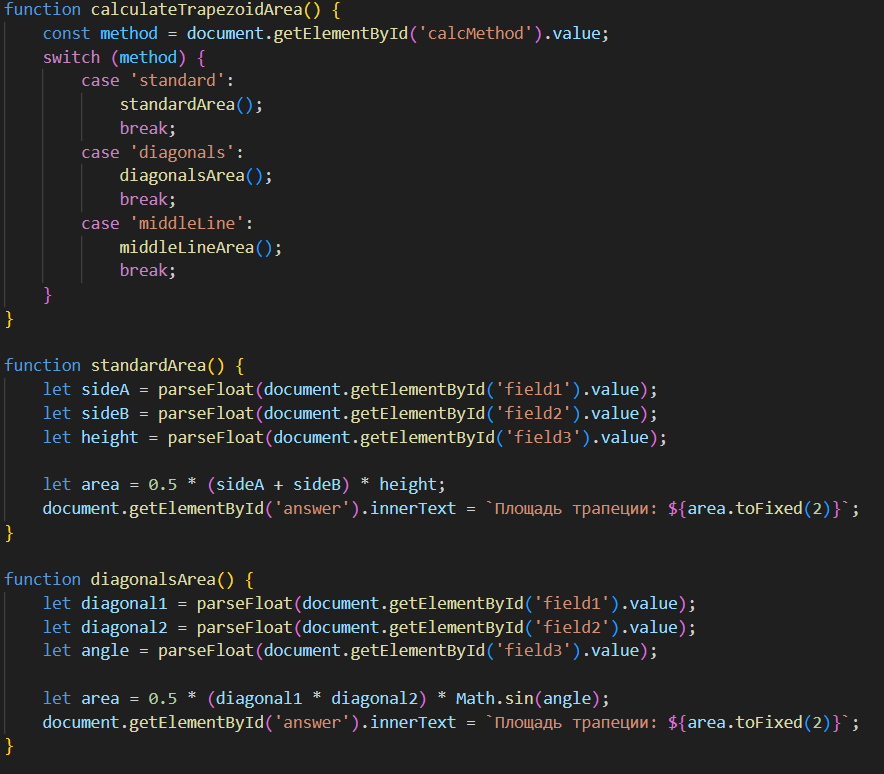 function calculateTrapezoidArea() {
    const method = document.getElementById('calcMethod').value;
    switch (method) {
        case 'standard':
            standardArea();
            break;
        case 'diagonals':
            diagonalsArea();
            break;
        case 'middleLine':
            middleLineArea();
            break;
    }
}

function standardArea() {
    let sideA = parseFloat(document.getElementById('field1').value);
    let sideB = parseFloat(document.getElementById('field2').value);
    let height = parseFloat(document.getElementById('field3').value);

    let area = 0.5 * (sideA + sideB) * height;
    document.getElementById('answer').innerText = `Площадь трапеции: ${area.toFixed(2)}`;
}

function diagonalsArea() {
    let diagonal1 = parseFloat(document.getElementById('field1').value);
    let diagonal2 = parseFloat(document.getElementById('field2').value);
    let angle = parseFloat(document.getElementById('field3').value);

    let area = 0.5 * (diagonal1 * diagonal2) * Math.sin(angle);
    document.getElementById('answer').innerText = `Площадь трапеции: ${area.toFixed(2)}`;
}